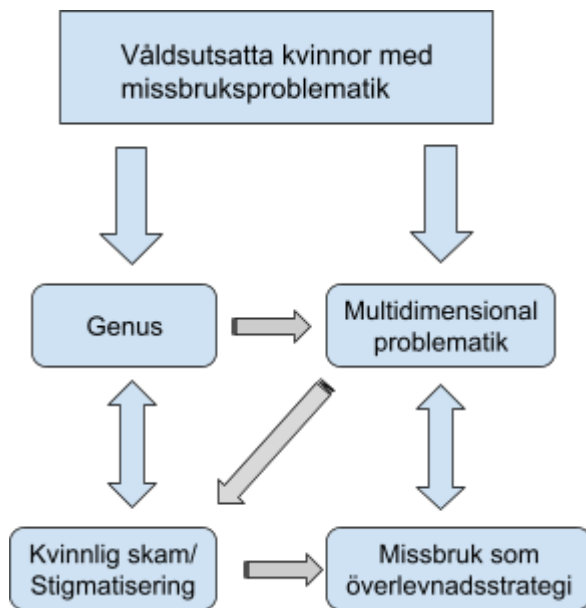 Våldsutsatta kvinnor med
missbruksproblematik
Genus
Multidimensional
problematik
Kvinnlig skam/
Stigmatisering
Missbruk som
överlevnadsstrategi